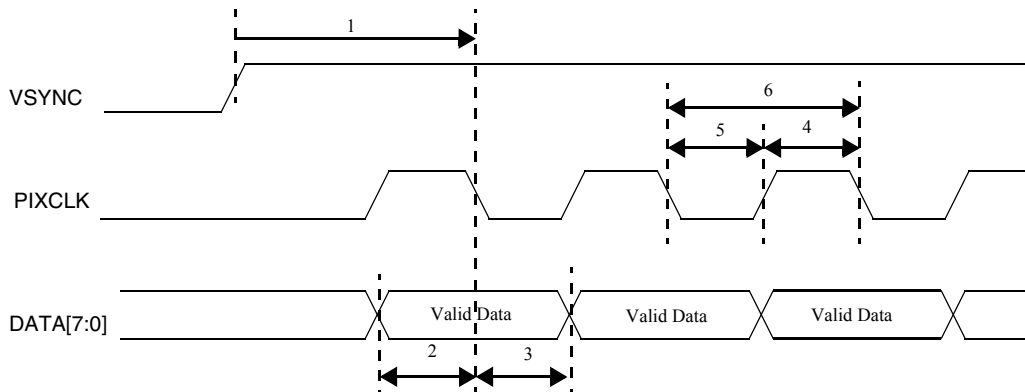 1
VSYNC
6
5 4
PIXCLK
DATA[7:0] Valid Data Valid Data Valid Data
2 3